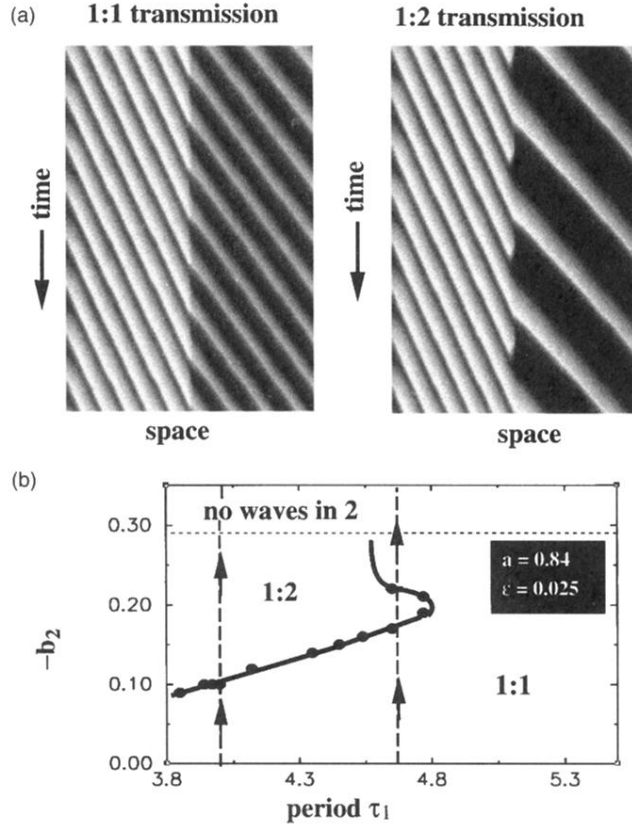 (a)
1:1 transmission
1:2 transmission
time
time
space
space
(b)
no waves in 2
0.30
a = 0.84
ε = 0.025
1:2
0.20
-b2
0.10
1:1
0.00
3.8
4.3
4.8
5.3
period τ1